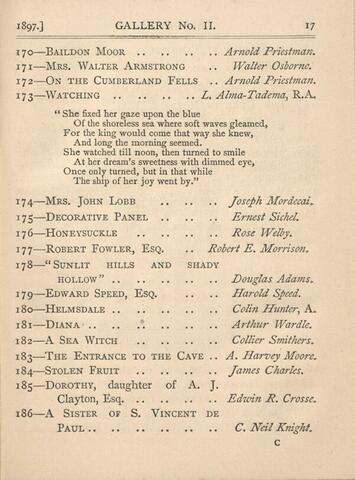 1897.] GALLERY No. II. 17
170—BAILDON MOOR .. .. .. .. Arnold Priestman.
171—MRS. WALTER ARMSTRONG .. Walter Osborne.
172—ON THE CUMBERLAND FELLS .. Arnold Priestman.
173—WATCHING .. .. .. .. L. Alma-Tadema, R.A.
"She fixed her gaze upon the blue
Of the shoreless sea where soft waves gleamed,
For the king would come that way she knew,
And long the morning seemed.
She watched till noon, then turned to smile
At her dream's sweetness with dimmed eye,
Once only turned, but in that while
The ship of her joy went by."
174—MRS. JOHN LOBB .. .. .. Joseph Mordecai.
175—DECORATIVE PANEL .. .. .. Ernest Sichel.
176—HONEYSUCKLE .. .. .. .. Rose Welby.
177—ROBERT FOWLER, ESQ. .. Robert E. Morrison.
178—"SUNLIT HILLS AND SHADY
HOLLOW" .. .. .. .. .. Douglas Adams.
179—EDWARD SPEED, ESQ. .. .. Harold Speed.
180—HELMSDALE .. .. .. .. Colin Hunter, A.
181—DIANA .. .. .. .. .. Arthur Wardle.
182—A SEA WITCH .. .. .. Collier Smithers.
183—THE ENTRANCE TO THE CAVE .. A. Harvey Moore.
184—STOLEN FRUIT .. .. .. .. James Charles.
185—DOROTHY, daughter of A. J.
Clayton, Esq. .. .. .. .. Edwin R. Crosse.
186—A SISTER OF S. VINCENT DE
PAUL .. .. .. .. .. .. C. Neil Knight.
C